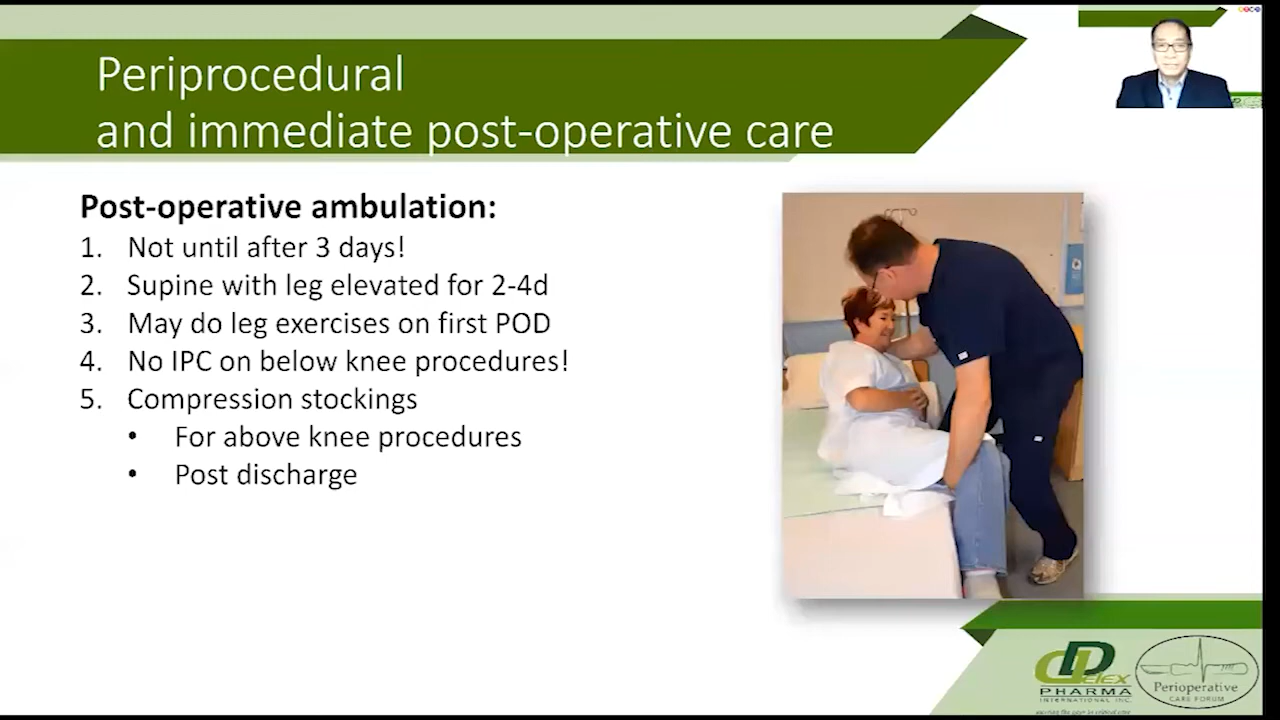 Periprocedural
and immediate post-operative care
Post-operative ambulation:
1. Not until after 3 days!
2. Supine with leg elevated for 2-4d
3. May do leg exercises on first POD
4. No IPC on below knee procedures!
5. Compression stockings
• For above knee procedures
• Post discharge
PHARMA
INTERNATIONAL INC.
Perioperative
CARE FORUM